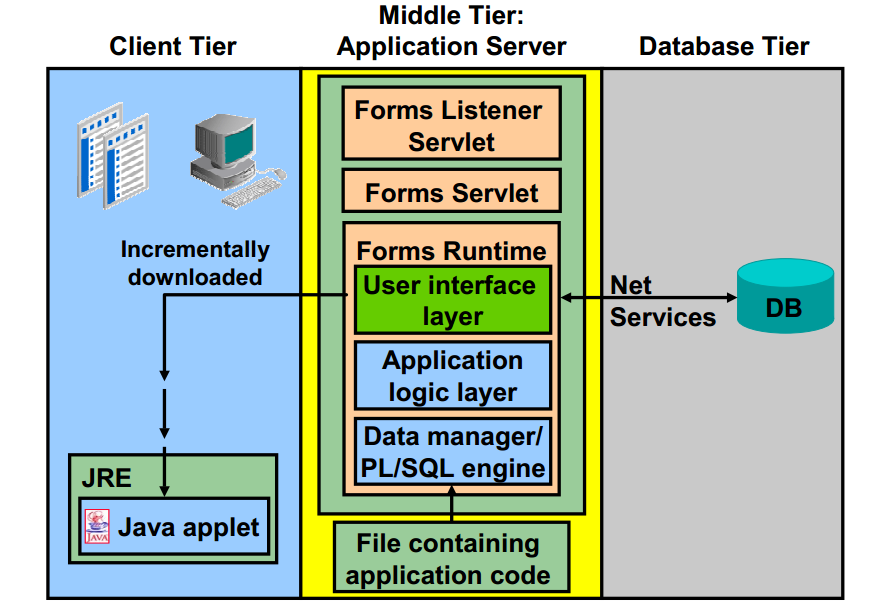 Client Tier
Middle Tier:
Application Server
Database Tier
Forms Listener
Servlet
Forms Servlet
Forms Runtime
User interface
layer
Application
logic layer
Data manager/
PL/SQL engine
File containing
application code
Incrementally
downloaded
JRE
JAVA
Java applet
Net
Services
DB